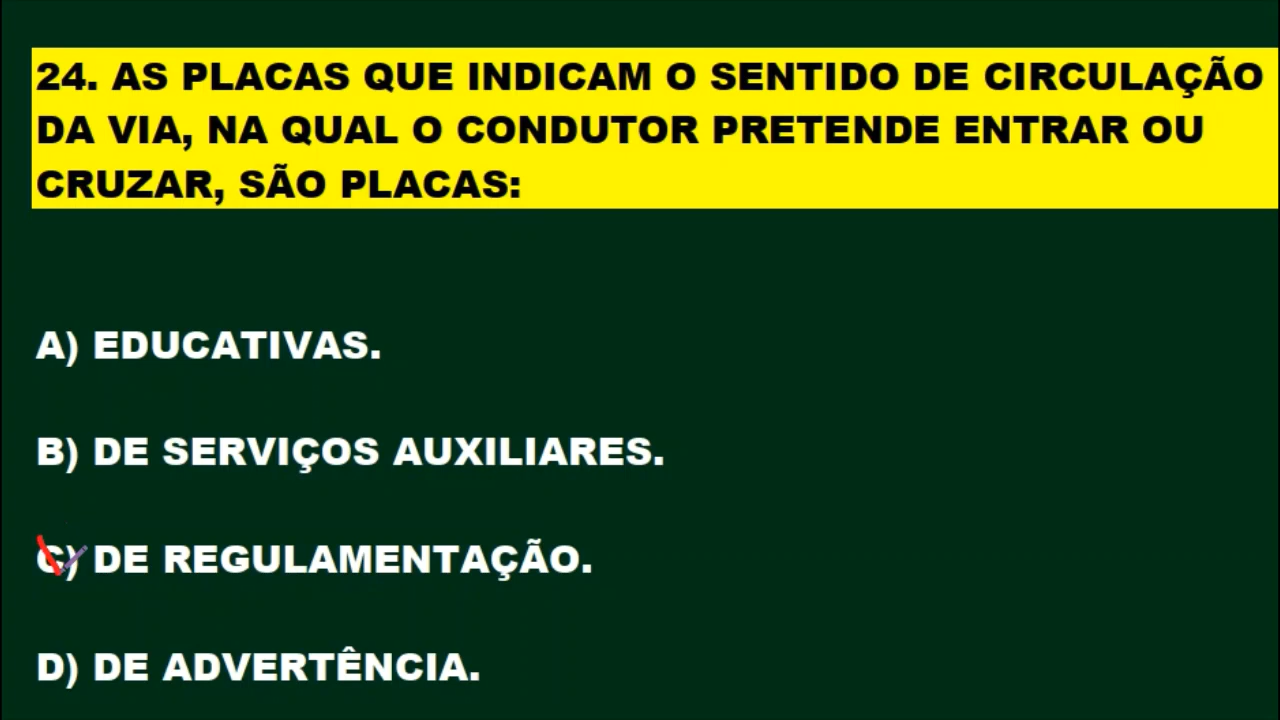 24. AS PLACAS QUE INDICAM O SENTIDO DE CIRCULAÇÃO
DA VIA, NA QUAL O CONDUTOR PRETENDE ENTRAR OU
CRUZAR, SÃO PLACAS:
A) EDUCATIVAS.
B) DE SERVIÇOS AUXILIARES.
C) DE REGULAMENTAÇÃO.
D) DE ADVERTÊNCIA.